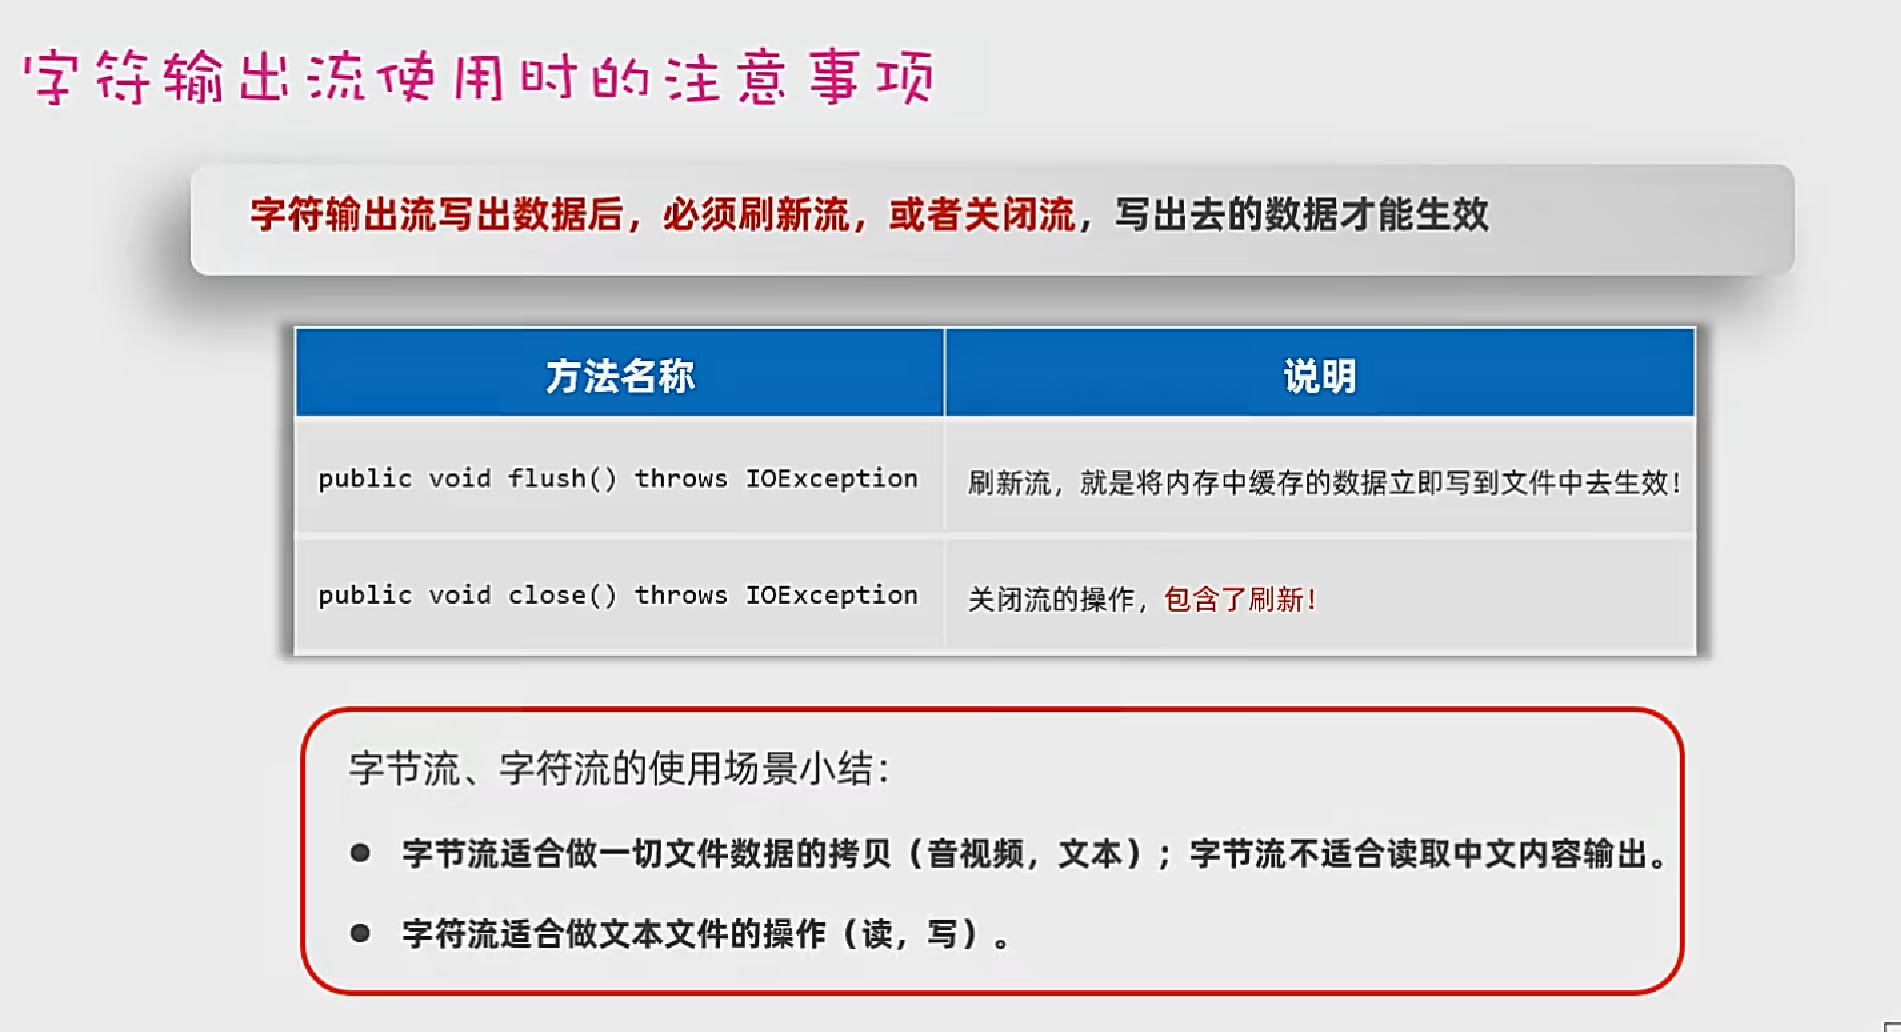 字符输出流使用时的注意事项
字符输出流写出数据后，必须刷新流，或者关闭流，写出去的数据才能生效
方法名称 说明
public void flush() throws IOException 刷新流，就是将内存中缓存的数据立即写到文件中去生效！
public void close() throws IOException 关闭流的操作，包含了刷新！
字节流、字符流的使用场景小结：
● 字节流适合做一切文件数据的拷贝（音视频，文本）；字节流不适合读取中文内容输出。
● 字符流适合做文本文件的操作（读，写）。